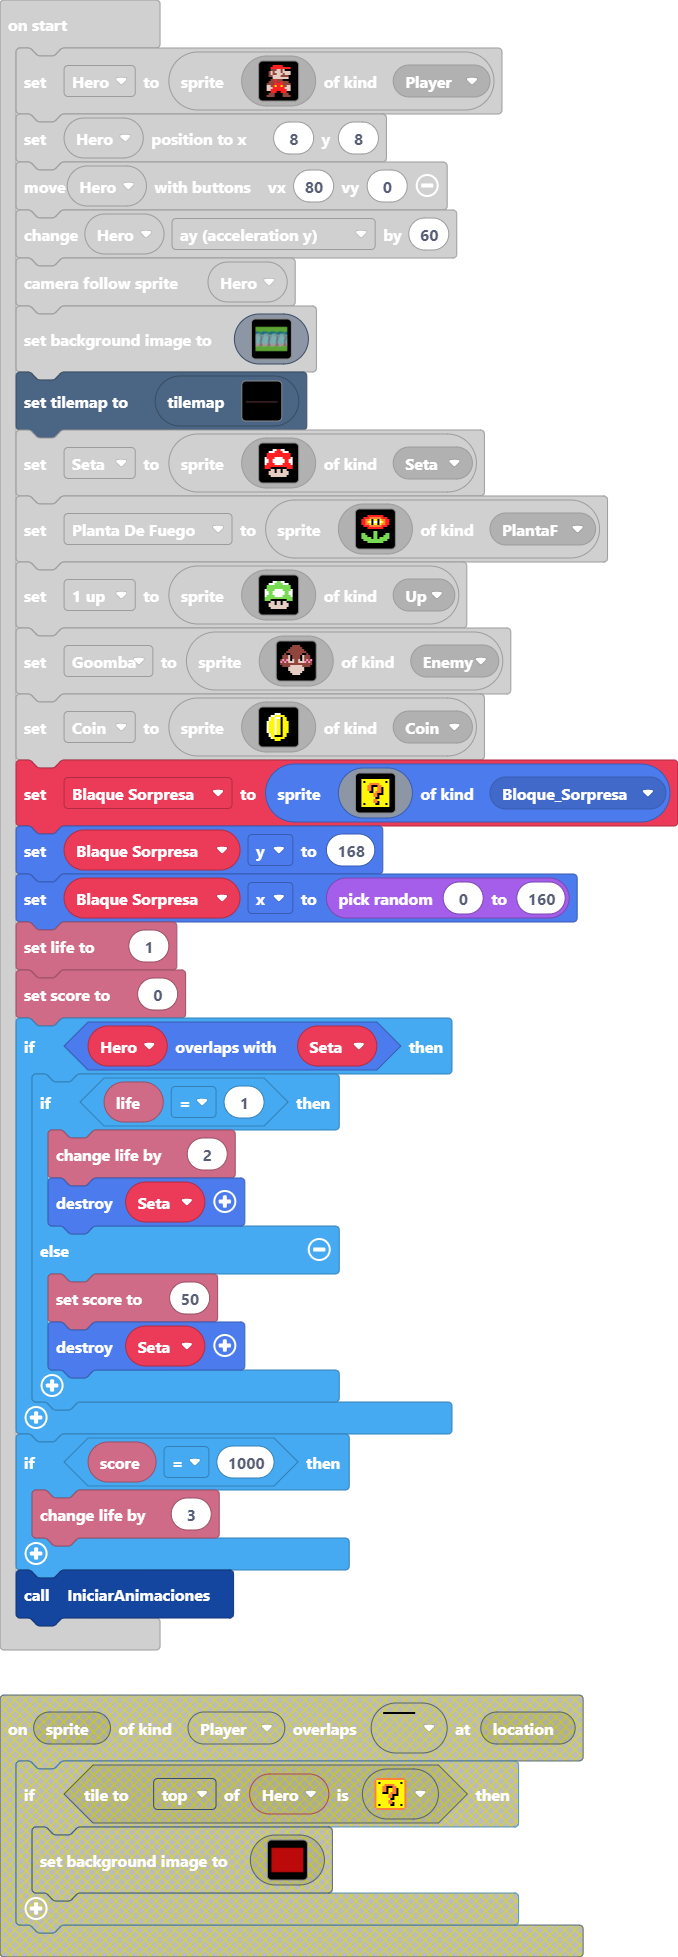 on start
set Hero to sprite of kind Player
set Hero position to x 8 y 8
move Hero with buttons vx 80 vy 0
change Hero ay (acceleration y) by 60
camera follow sprite Hero
set background image to
set tilemap to tilemap
set Seta to sprite of kind Seta
set Planta De Fuego to sprite of kind PlantaF
set 1 up to sprite of kind Up
set Goomba to sprite of kind Enemy
set Coin to sprite of kind Coin
set Blaque Sorpresa to sprite ? of kind Bloque_Sorpresa
set Blaque Sorpresa y to 168
set Blaque Sorpresa x to pick random 0 to 160
set life to 1
set score to 0
if Hero overlaps with Seta then
if life = 1 then
change life by 2
destroy Seta
else
set score to 50
destroy Seta
if score = 1000 then
change life by 3
call IniciarAnimaciones
on sprite of kind Player overlaps at location
if tile to top of Hero is ? then
set background image to